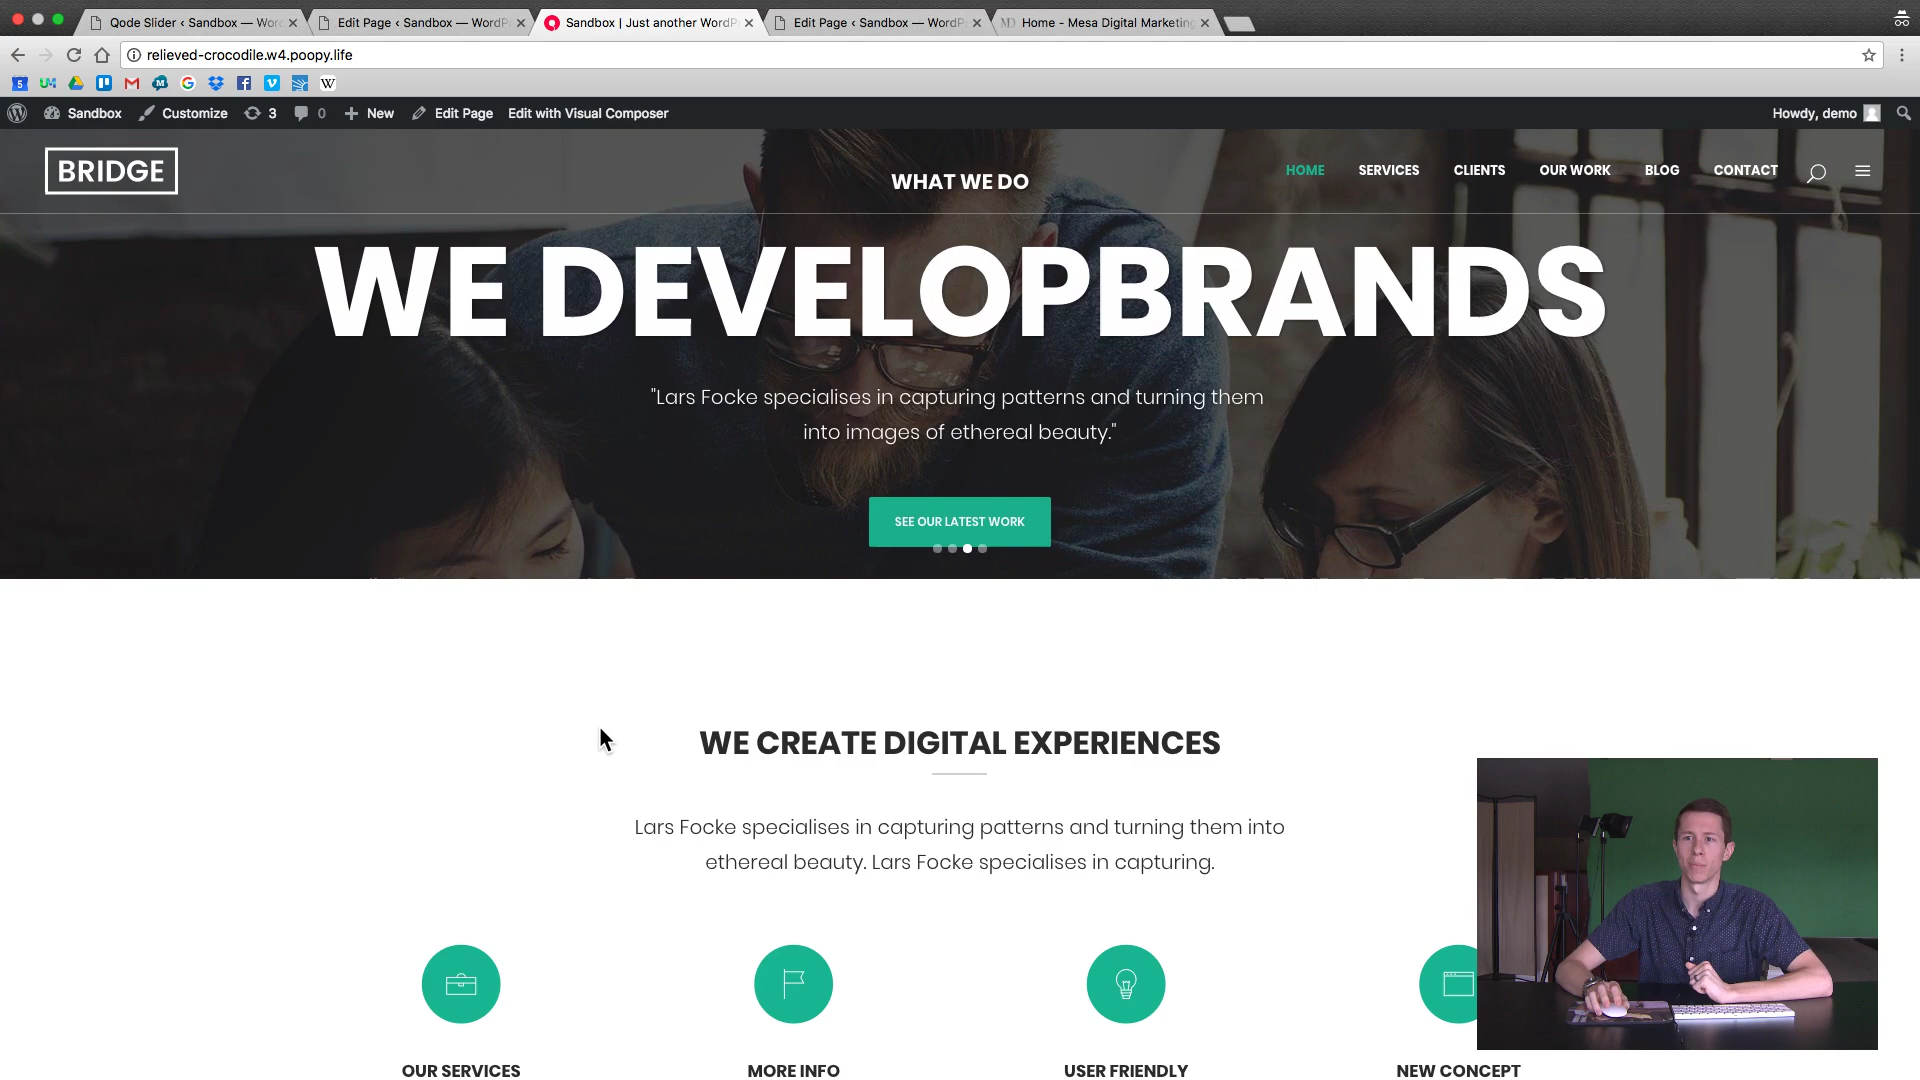 Qode Slider ‹ Sandbox — Wor
Edit Page ‹ Sandbox — WordP
Sandbox | Just another WordP
Edit Page ‹ Sandbox — WordP
Home - Mesa Digital Marketing
relieved-crocodile.w4.poopy.life
Sandbox
Customize
3
0
New
Edit Page
Edit with Visual Composer
Howdy, demo
BRIDGE
WHAT WE DO
HOME
SERVICES
CLIENTS
OUR WORK
BLOG
CONTACT
WE DEVELOPBRANDS
"Lars Focke specialises in capturing patterns and turning them
into images of ethereal beauty."
SEE OUR LATEST WORK
WE CREATE DIGITAL EXPERIENCES
Lars Focke specialises in capturing patterns and turning them into
ethereal beauty. Lars Focke specialises in capturing.
OUR SERVICES
MORE INFO
USER FRIENDLY
NEW CONCEPT